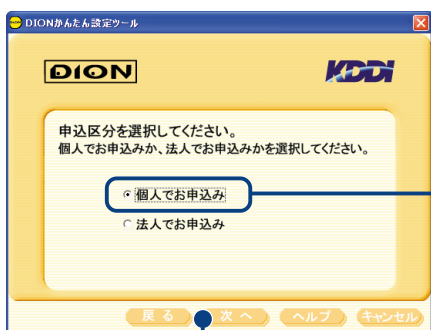 DIONかんたん設定ツール
DION
KDDI
申込区分を選択してください。
個人でお申込みか、法人でお申込みかを選択してください。
個人でお申込み
法人でお申込み
戻る 次へ ヘルプ キャンセル